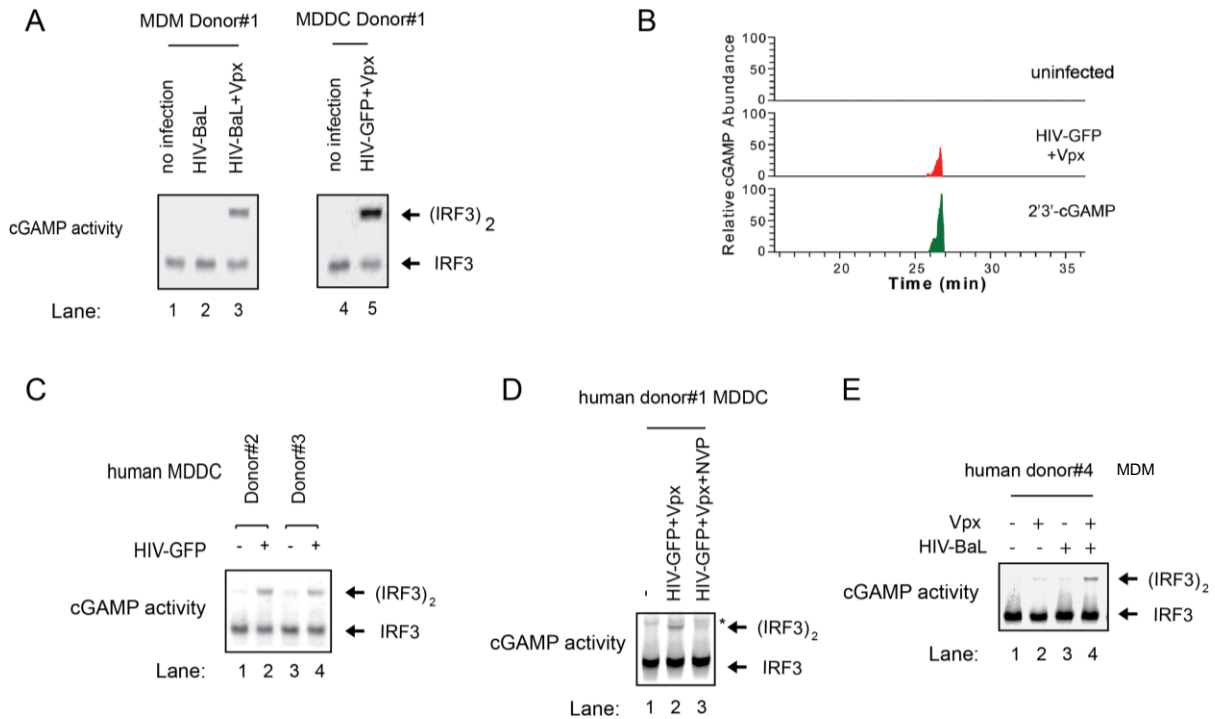 A
MDM Donor#1
MDDC Donor#1
no infection
HIV-BaL
HIV-BaL+Vpx
no infection
HIV-GFP+Vpx
cGAMP activity
(IRF3) 2
IRF3
Lane: 1 2 3 4 5
B
Relative cGAMP Abundance
100
50
0
uninfected
100
50
0
HIV-GFP
+Vpx
100
50
0
2'3'-cGAMP
20 25 30 35
Time (min)
C
human MDDC
Donor#2
Donor#3
HIV-GFP - + - +
cGAMP activity
(IRF3)2
IRF3
Lane: 1 2 3 4
D
human donor#1 MDDC
-
HIV-GFP+Vpx
HIV-GFP+Vpx+NVP
cGAMP activity
* (IRF3)2
IRF3
Lane: 1 2 3
E
human donor#4 MDM
Vpx - + - +
HIV-BaL - - + +
cGAMP activity
(IRF3)2
IRF3
Lane: 1 2 3 4